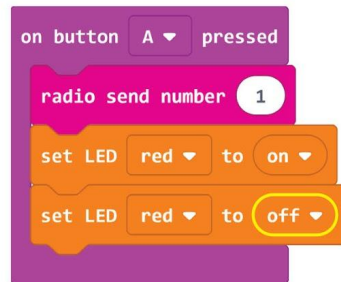 on button A pressed
radio send number 1
set LED red to on
set LED red to off